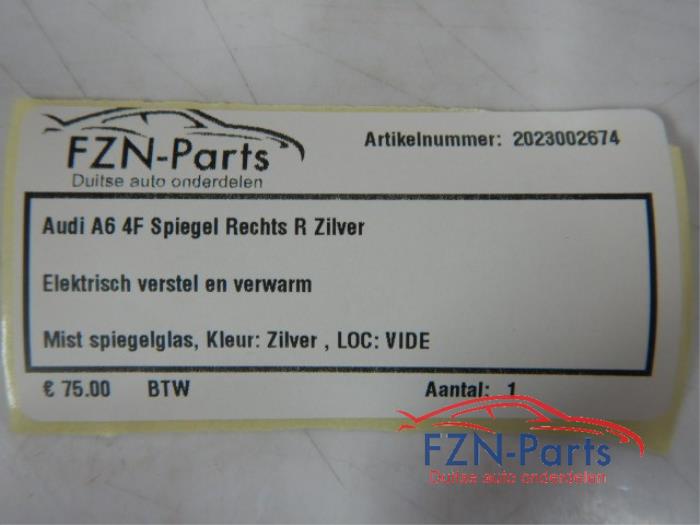 FZN-Parts
Duitse auto onderdelen
Artikelnummer: 2023002674
Audi A6 4F Spiegel Rechts R Zilver
Elektrisch verstel en verwarm
Mist spiegelglas, Kleur: Zilver , LOC: VIDE
€ 75.00 BTW Aantal: 1
FZN-Parts
Duitse auto onderdelen